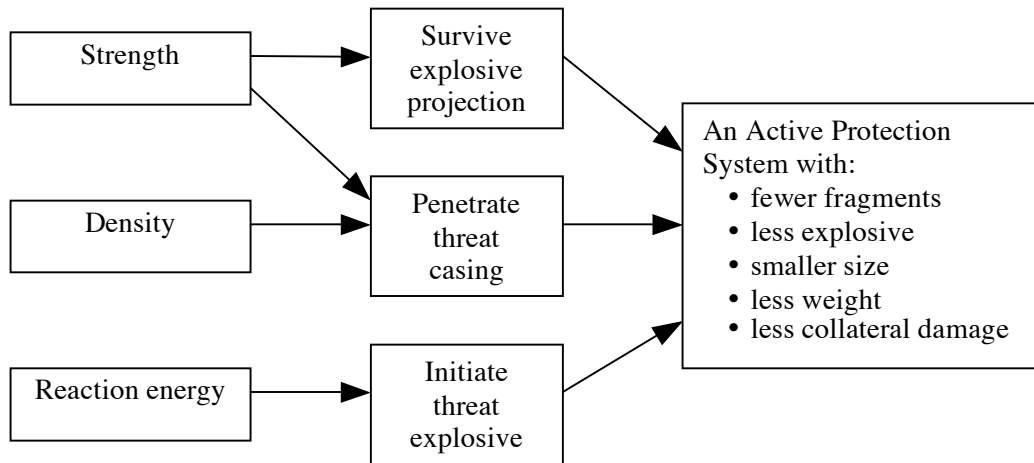 Strength
Survive
explosive
projection
Density
Penetrate
threat
casing
Reaction energy
Initiate
threat
explosive
An Active Protection
System with:
• fewer fragments
• less explosive
• smaller size
• less weight
• less collateral damage